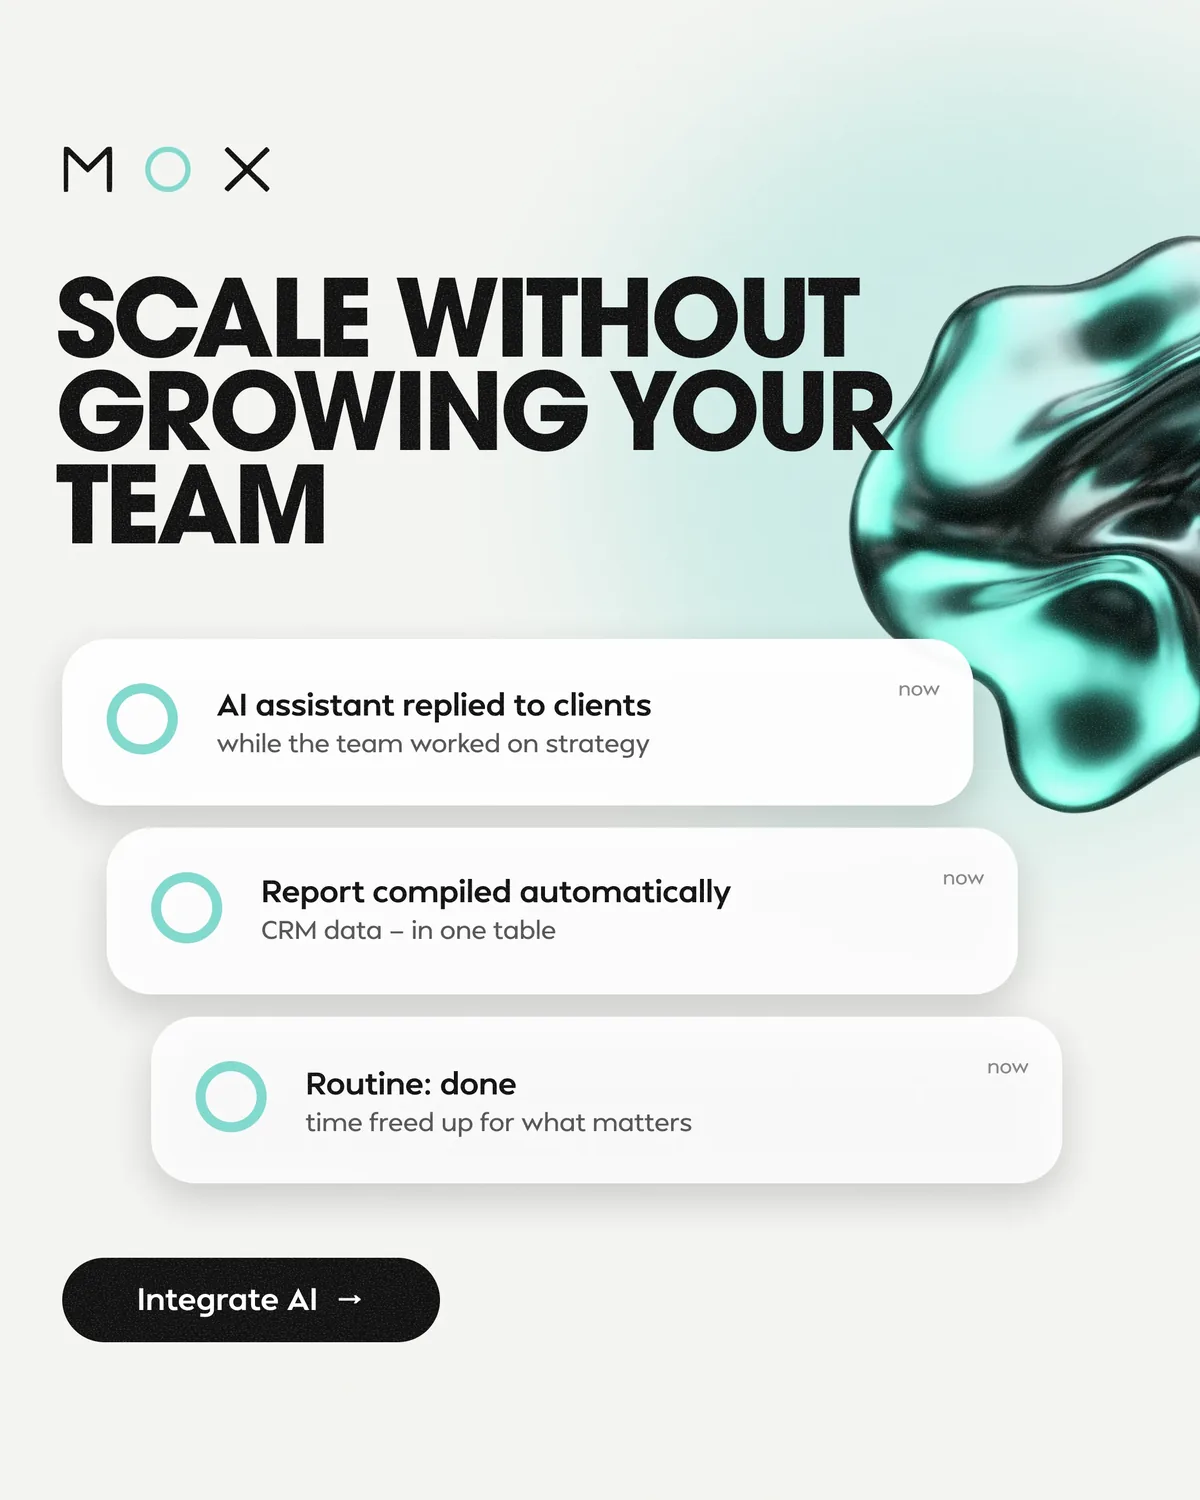 MOX
SCALE WITHOUT
GROWING YOUR
TEAM
AI assistant replied to clients
now
while the team worked on strategy
Report compiled automatically
now
CRM data – in one table
Routine: done
now
time freed up for what matters
Integrate AI →